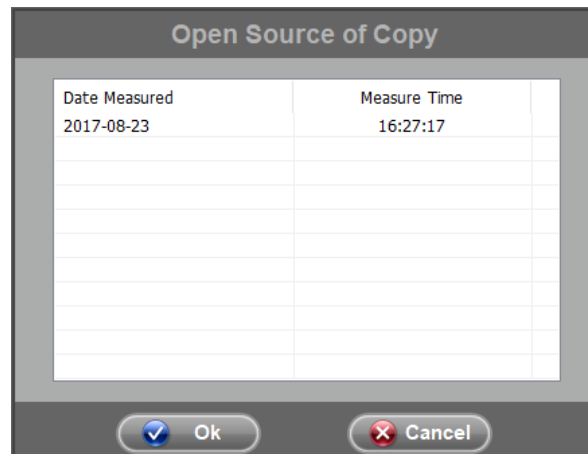 Open Source of Copy
Date Measured Measure Time
2017-08-23 16:27:17
Ok Cancel